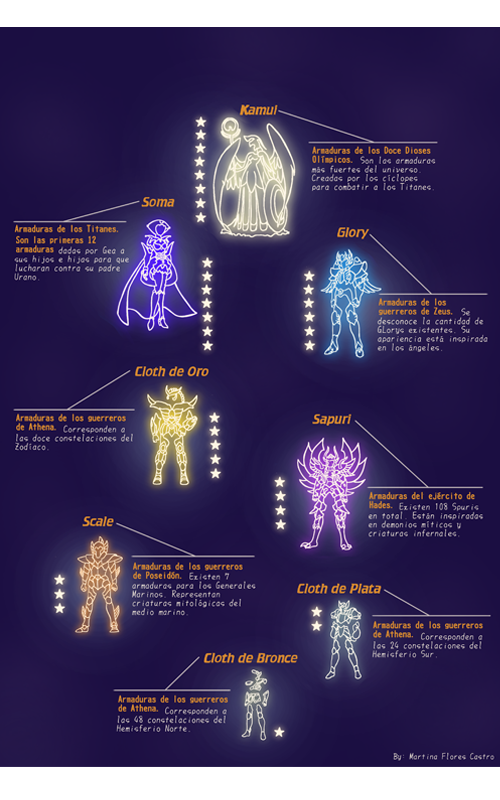 Kamui
Armaduras de los Doce Dioses
Olímpicos. Son las armaduras
más fuertes del universo.
Creadas por los cíclopes
para combatir a los Titanes.
Soma
Armaduras de los Titanes.
Son las primeras 12
armaduras dadas por Gea a
sus hijos e hijas para que
lucharan contra su padre
Urano.
Glory
Armaduras de los
guerreros de Zeus. Se
desconoce la cantidad de
GLorys existentes. Su
apariencia está inspirada
en los ángeles.
Cloth de Oro
Armaduras de los guerreros
de Athena. Corresponden a
las doce constelaciones del
Zodíaco.
Sapuri
Armaduras del ejército de
Hades. Existen 108 Spuris
en total. Están inspiradas
en demonios míticos y
criaturas infernales.
Scale
Armaduras de los guerreros
de Poseidón. Existen 7
armaduras para los Generales
Marinos. Representan
criaturas mitológicas del
medio marino.
Cloth de Plata
Armaduras de los guerreros
de Athena. Corresponden a
las 24 constelaciones del
Hemisferio Sur.
Cloth de Bronce
Armaduras de los guerreros
de Athena. Corresponden a
las 48 constelaciones del
Hemisferio Norte.
By: Martina Flores Castro